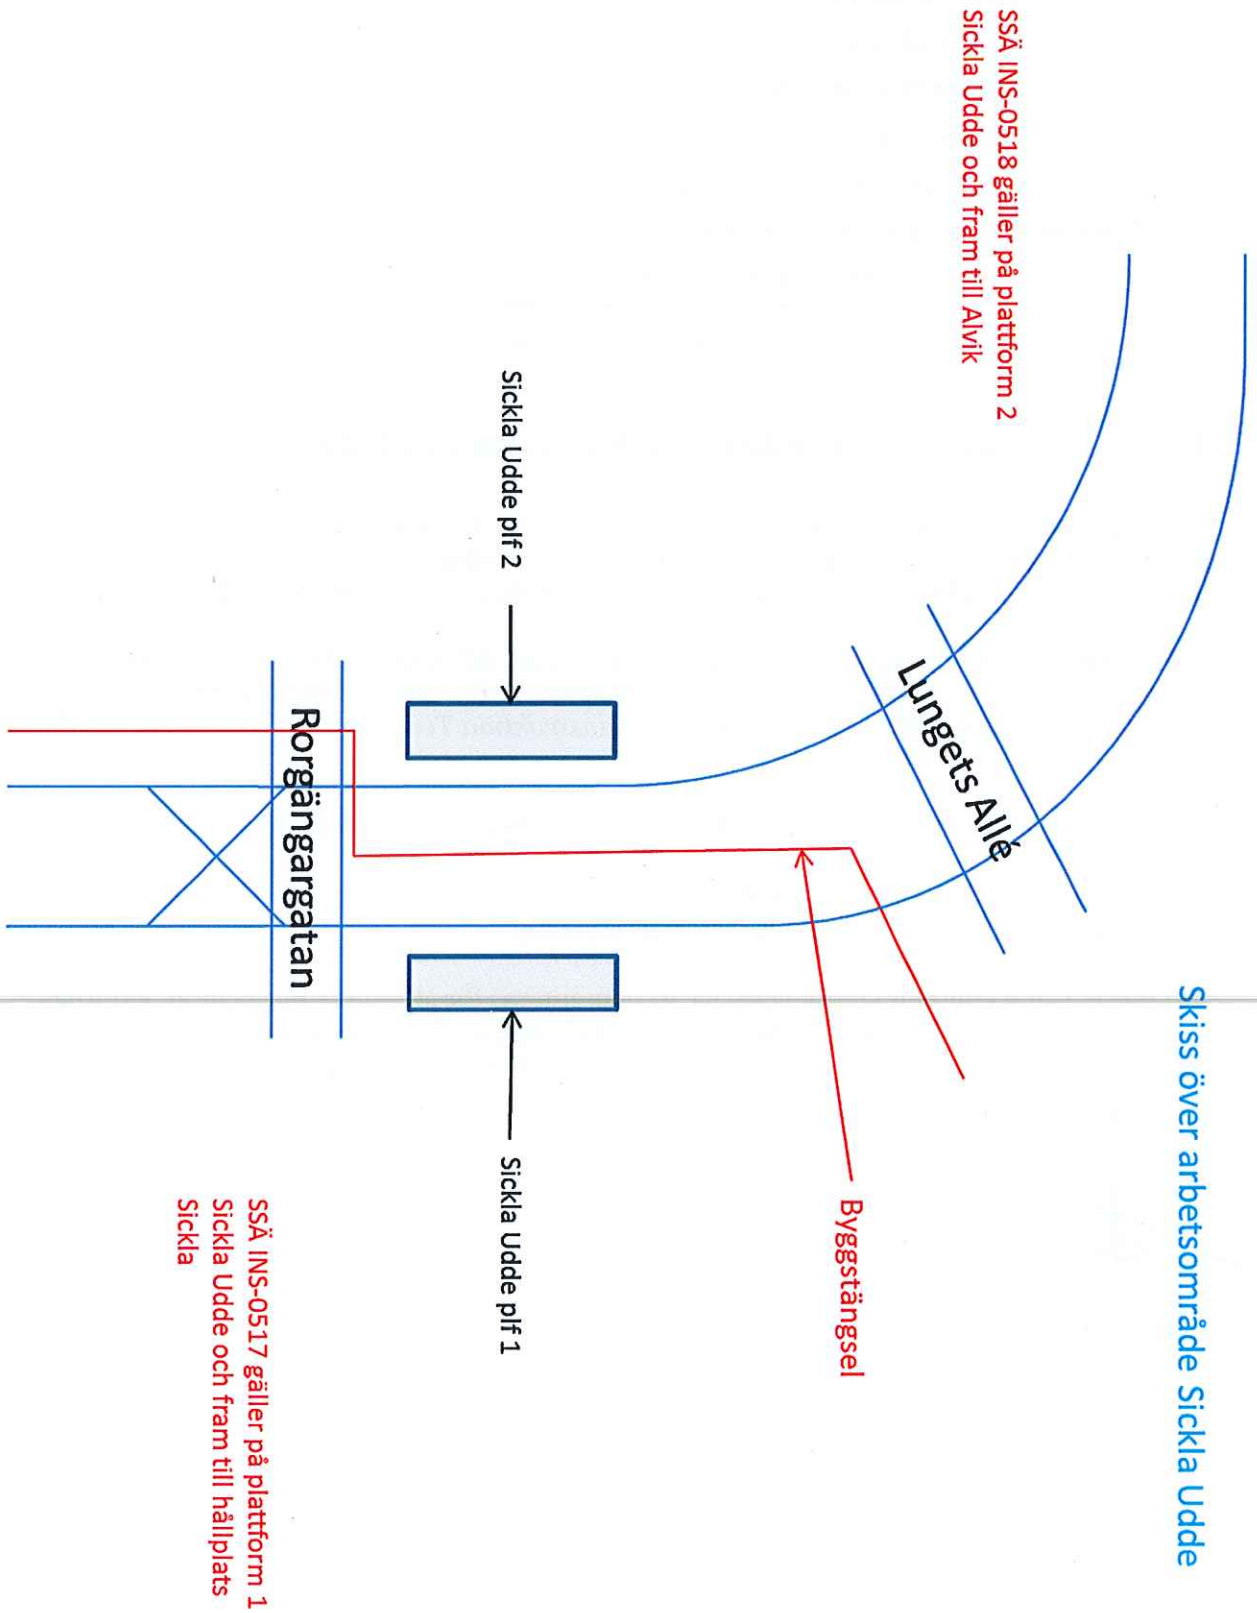 Skiss över arbetsområde Sickla Udde
SSÄ INS-0518 gäller på plattform 2
Sickla Udde och fram till Alvik
Lungets Allé
Byggstängsel
Sickla Udde plf 2
Sickla Udde plf 1
Rorgängargatan
SSÄ INS-0517 gäller på plattform 1
Sickla Udde och fram till hållplats
Sickla